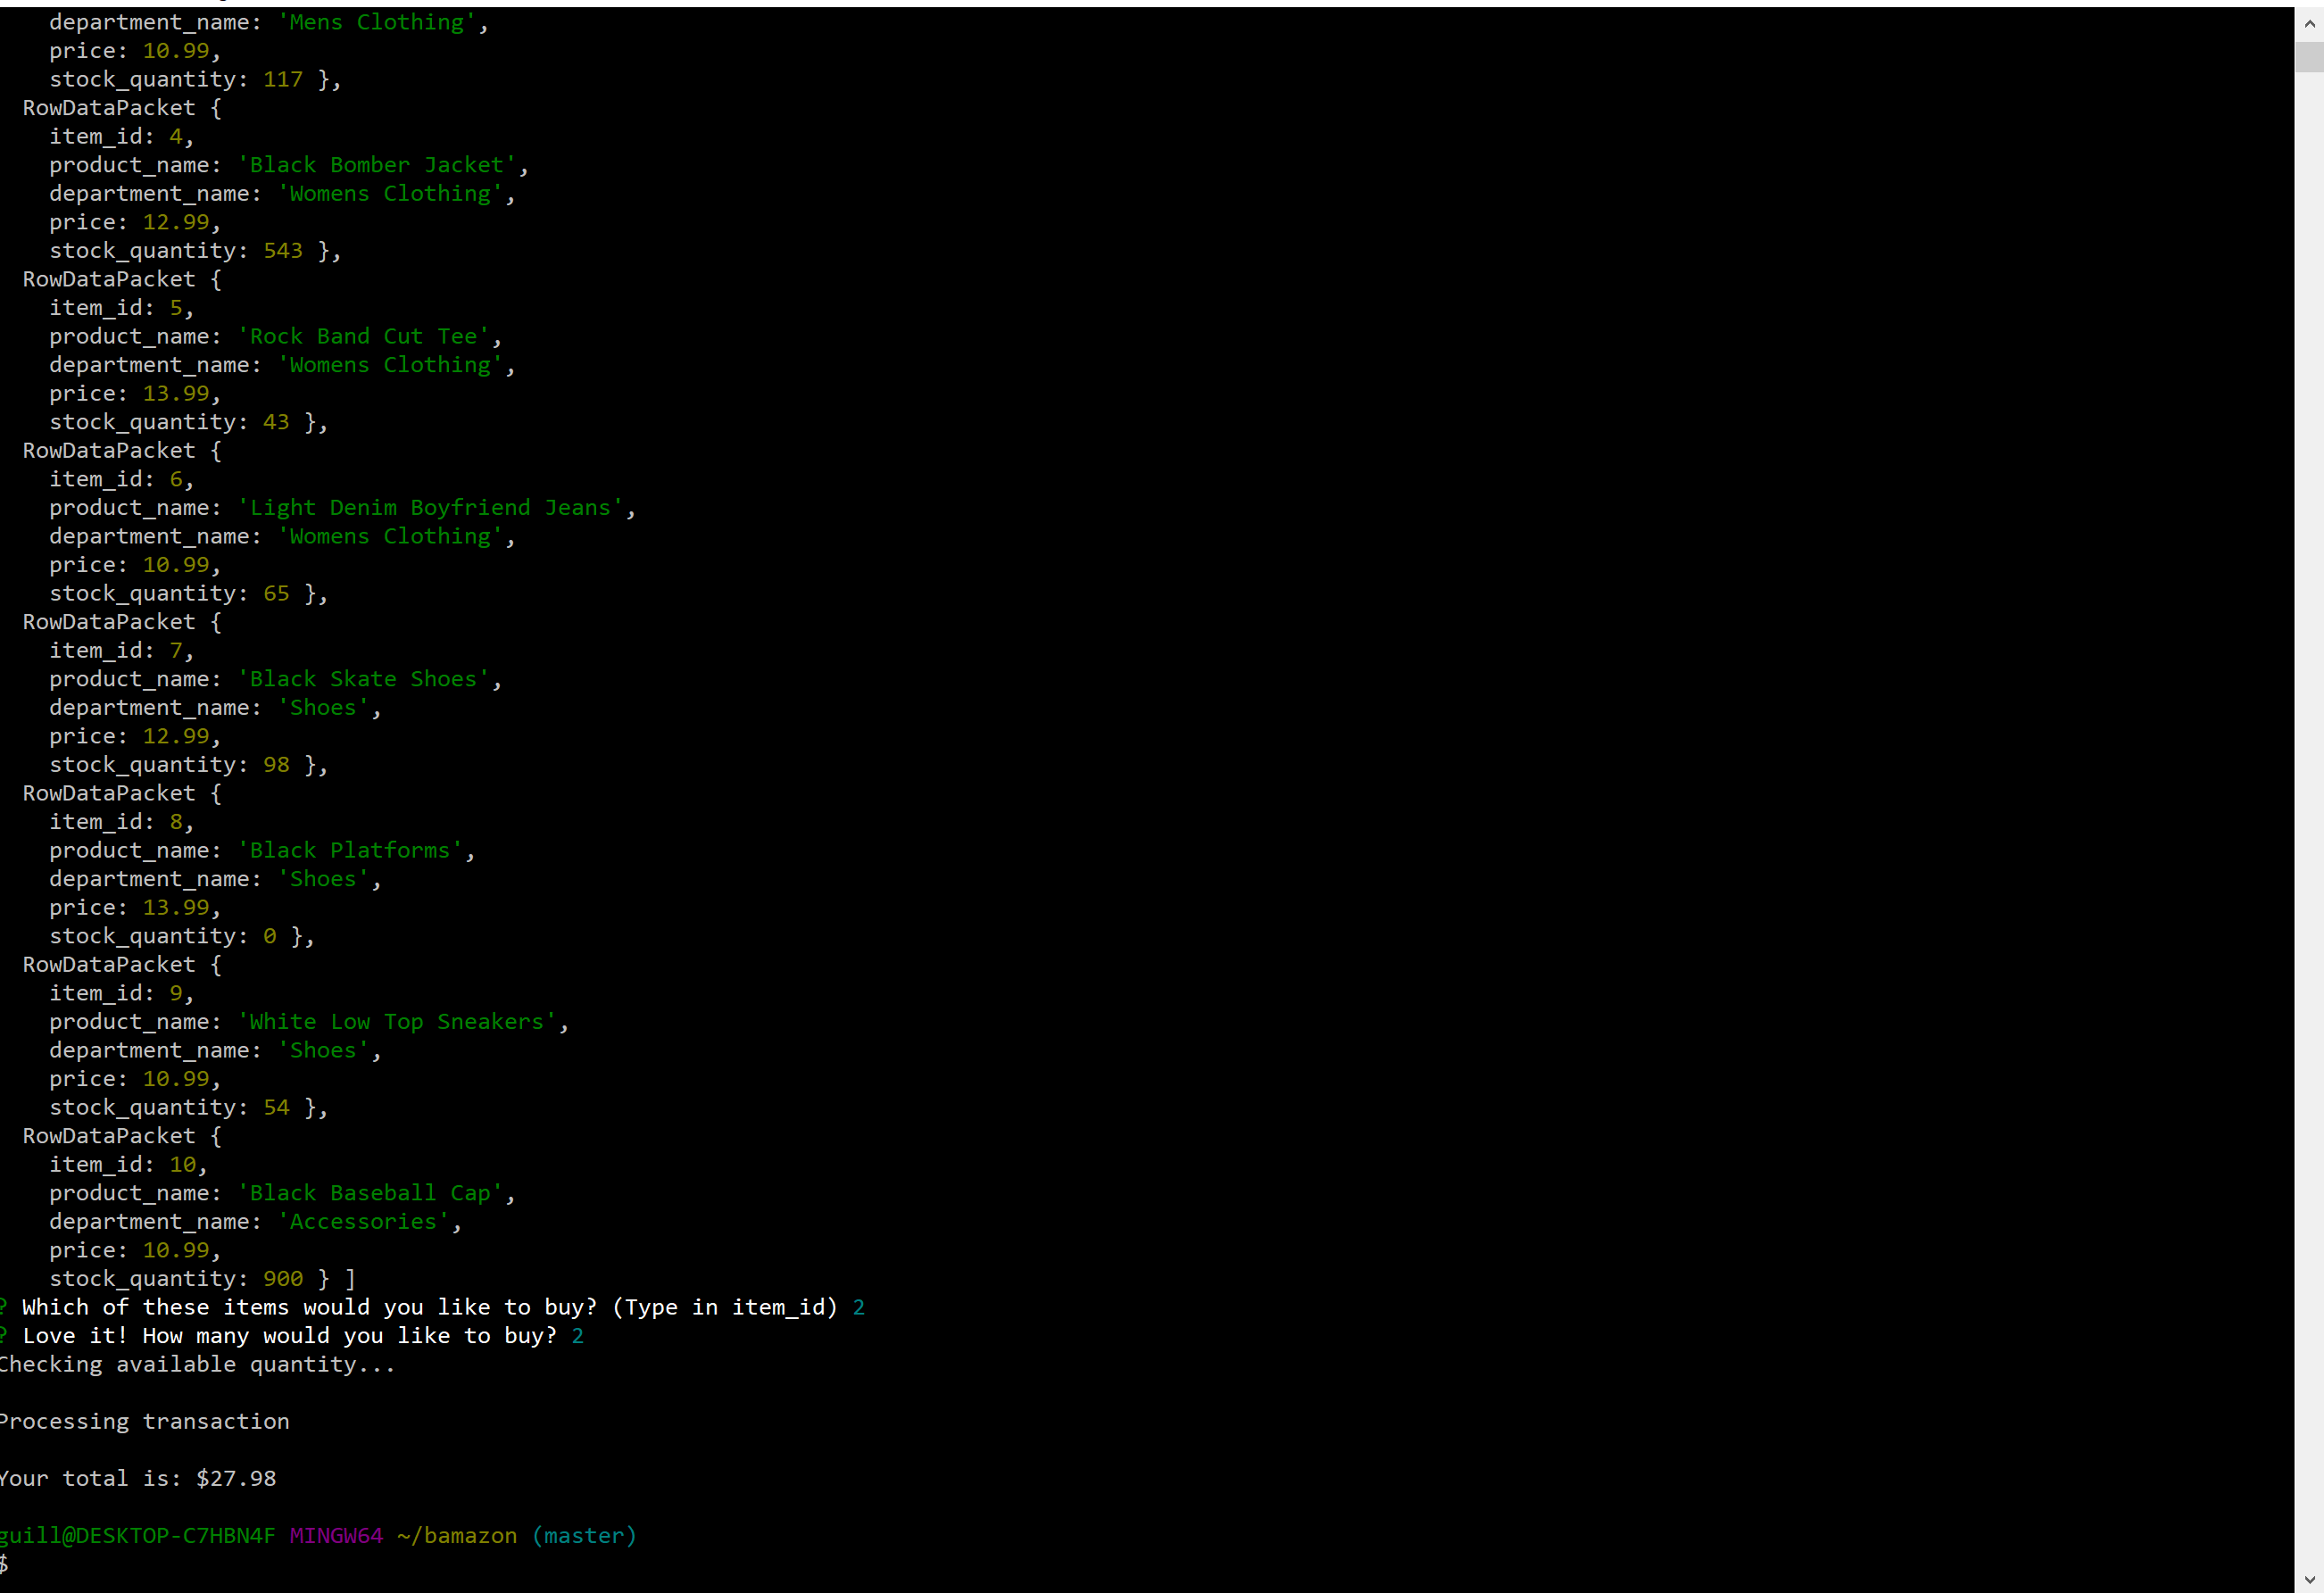 department_name: 'Mens Clothing',
price: 10.99,
stock_quantity: 117 },
RowDataPacket {
item_id: 4,
product_name: 'Black Bomber Jacket',
department_name: 'Womens Clothing',
price: 12.99,
stock_quantity: 543 },
RowDataPacket {
item_id: 5,
product_name: 'Rock Band Cut Tee',
department_name: 'Womens Clothing',
price: 13.99,
stock_quantity: 43 },
RowDataPacket {
item_id: 6,
product_name: 'Light Denim Boyfriend Jeans',
department_name: 'Womens Clothing',
price: 10.99,
stock_quantity: 65 },
RowDataPacket {
item_id: 7,
product_name: 'Black Skate Shoes',
department_name: 'Shoes',
price: 12.99,
stock_quantity: 98 },
RowDataPacket {
item_id: 8,
product_name: 'Black Platforms',
department_name: 'Shoes',
price: 13.99,
stock_quantity: 0 },
RowDataPacket {
item_id: 9,
product_name: 'White Low Top Sneakers',
department_name: 'Shoes',
price: 10.99,
stock_quantity: 54 },
RowDataPacket {
item_id: 10,
product_name: 'Black Baseball Cap',
department_name: 'Accessories',
price: 10.99,
stock_quantity: 900 } ]
? Which of these items would you like to buy? (Type in item_id) 2
? Love it! How many would you like to buy? 2
Checking available quantity...
Processing transaction
Your total is: $27.98
guill@DESKTOP-C7HBN4F MINGW64 ~/bamazon (master)
$